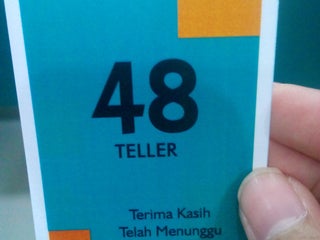 48
TELLER
Terima Kasih
Telah Menunggu